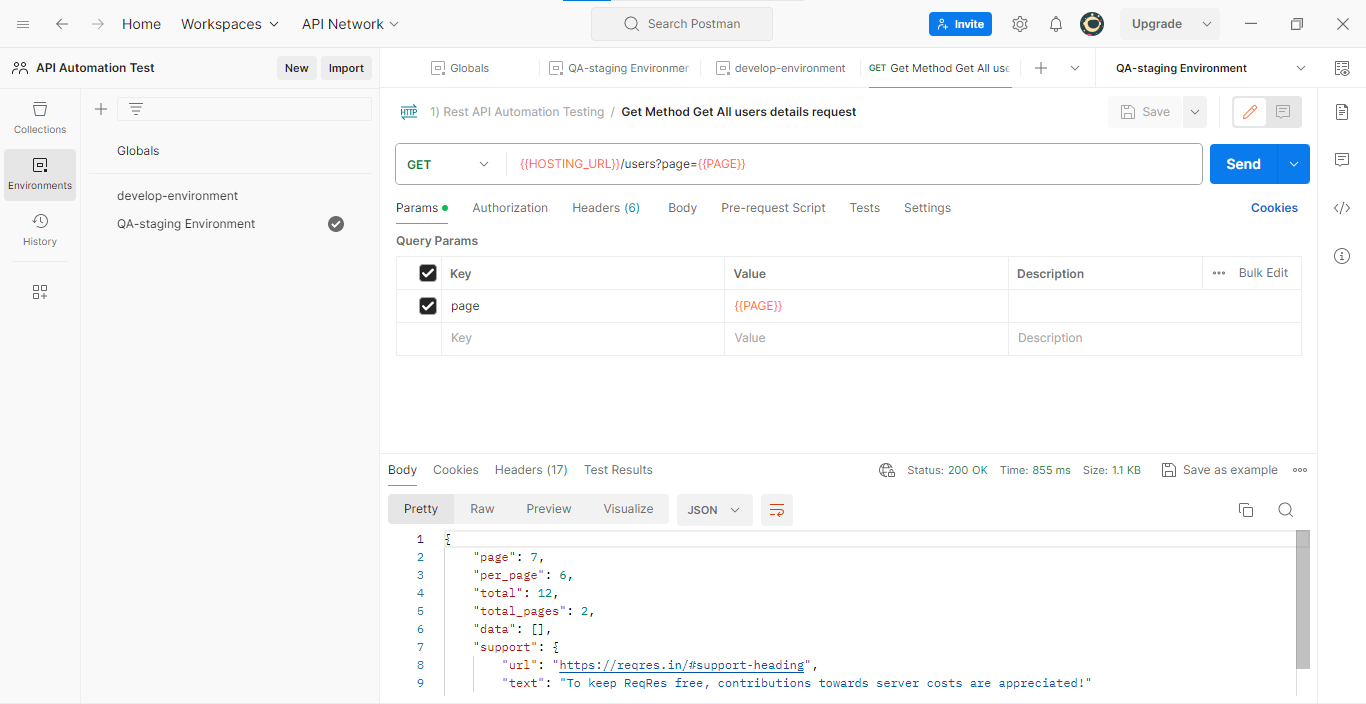 Home Workspaces API Network Search Postman Invite Upgrade
API Automation Test New Import Globals QA-staging Environmen develop-environment GET Get Method Get All use QA-staging Environment
Collections
Environments
History
Globals
develop-environment
QA-staging Environment
HTTP 1) Rest API Automation Testing / Get Method Get All users details request Save
GET {{HOSTING_URL}}/users?page={{PAGE}} Send
Params Authorization Headers (6) Body Pre-request Script Tests Settings Cookies
Query Params
Key Value Description Bulk Edit
page {{PAGE}}
Key Value Description
Body Cookies Headers (17) Test Results Status: 200 OK Time: 855 ms Size: 1.1 KB Save as example
Pretty Raw Preview Visualize JSON
1 {
2 "page": 7,
3 "per_page": 6,
4 "total": 12,
5 "total_pages": 2,
6 "data": [],
7 "support": {
8 "url": "https://reqres.in/#support-heading",
9 "text": "To keep ReqRes free, contributions towards server costs are appreciated!"